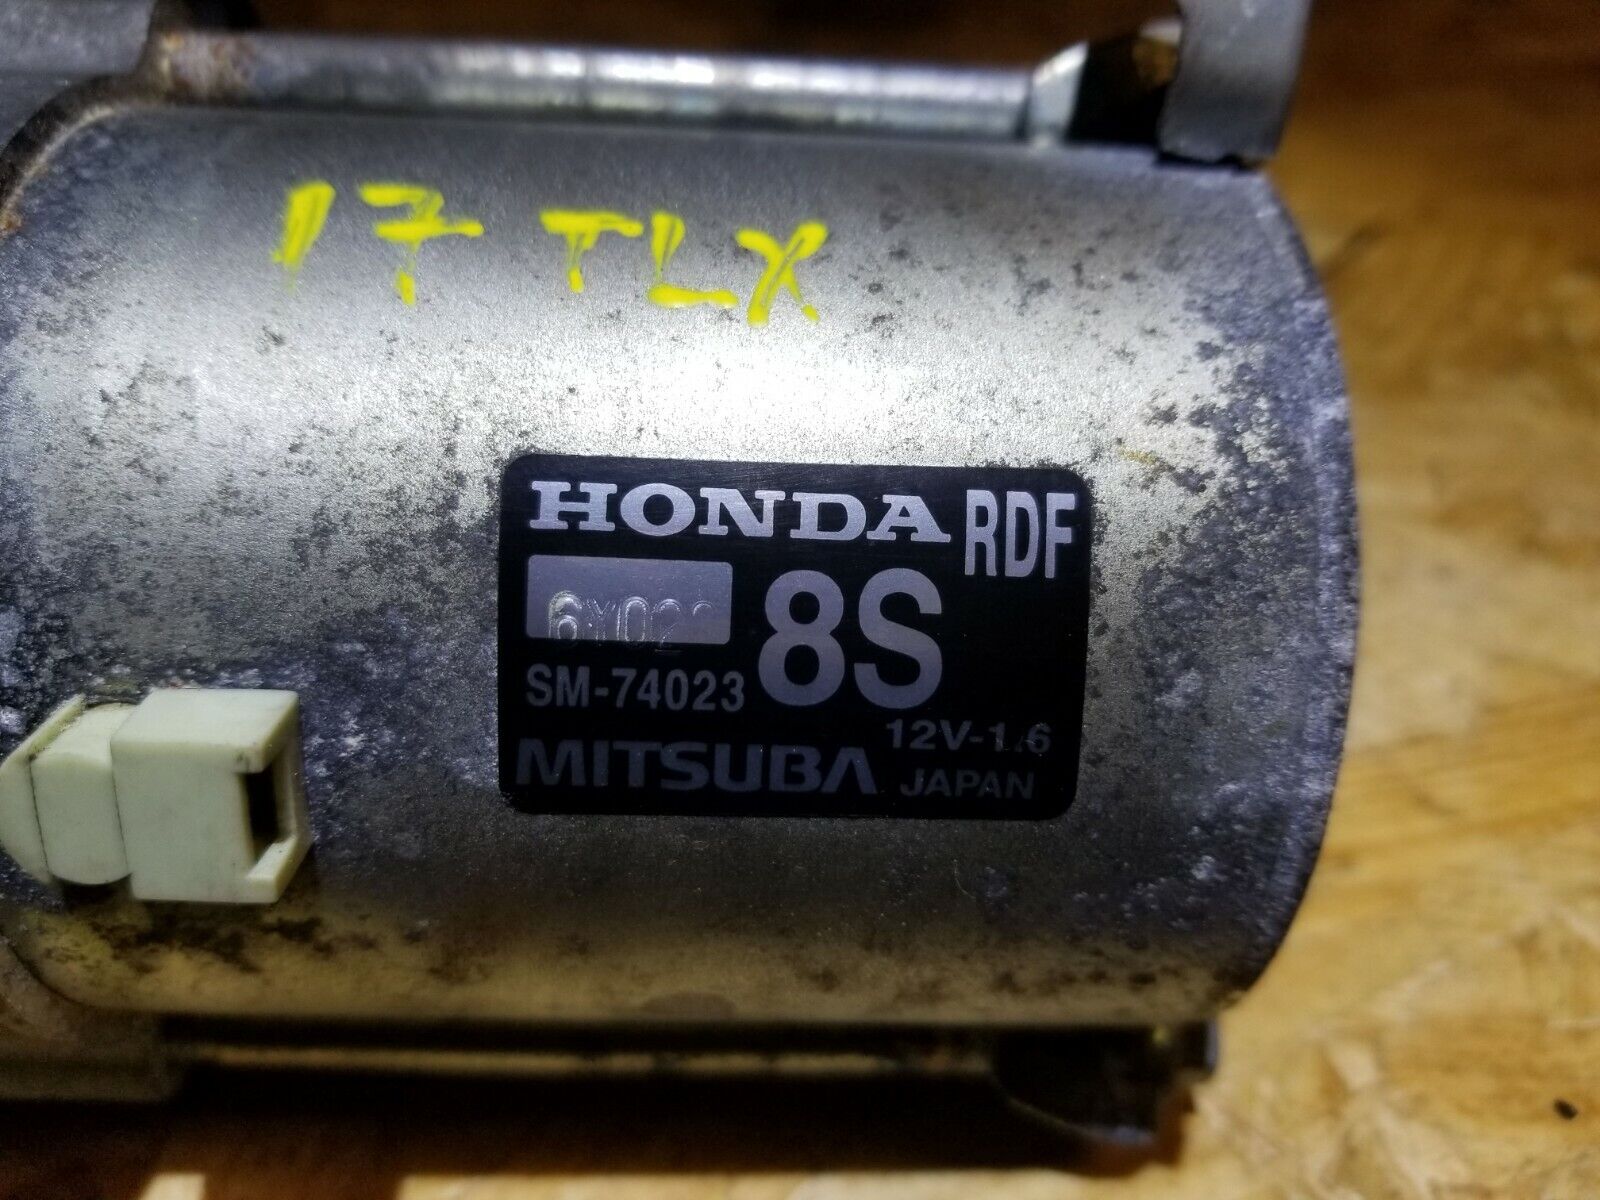 17 TLX
HONDA RDF
8S
SM-74023
12V-1.6
MITSUBA JAPAN